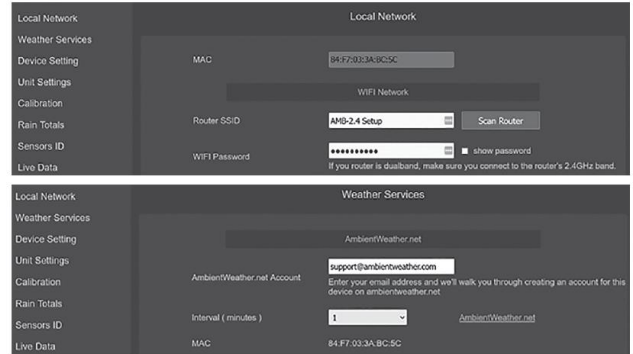 Local Network
Local Network
Weather Services
Device Setting
MAC
84:F7:03:3A:BC:5C
Unit Settings
WIFI Network
Calibration
Rain Totals
Router SSID
AMB-2.4 Setup
Scan Router
Sensors ID
WIFI Password
••••••••••
show password
Live Data
If you router is dualband, make sure you connect to the router's 2.4GHz band.
Local Network
Weather Services
Weather Services
Device Setting
AmbientWeather.net
Unit Settings
support@ambientweather.com
Calibration
AmbientWeather.net Account
Enter your email address and we'll walk you through creating an account for this
device on ambientweather.net
Rain Totals
Sensors ID
Interval ( minutes )
1
AmbientWeather.net
Live Data
MAC
84:F7:03:3A:BC:5C